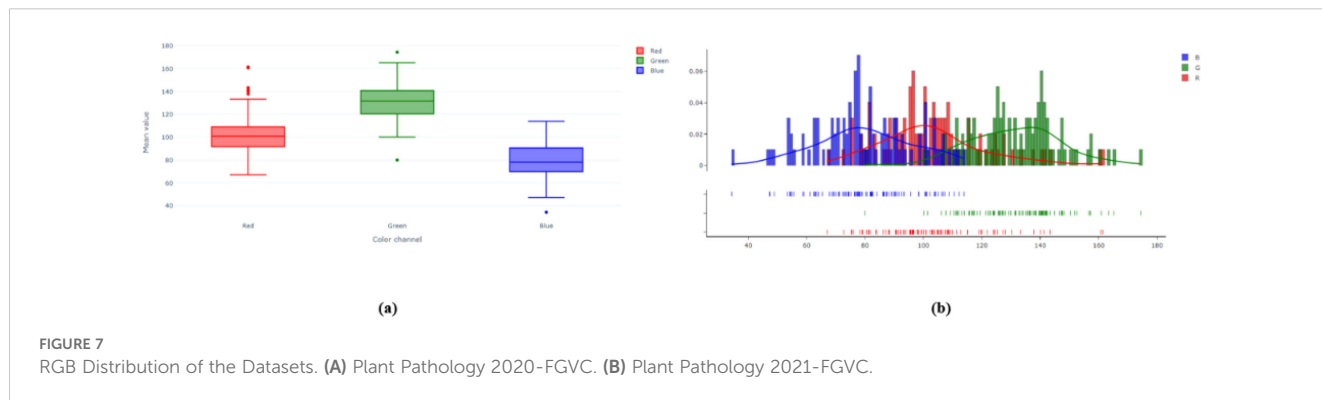 180
160
140
120
100
80
60
40
Mean value
Red
Green
Blue
Color channel
Red
Green
Blue
(a)
0.06
0.04
0.02
0
40
60
80
100
120
140
160
180
B
G
R
(b)
FIGURE 7
RGB Distribution of the Datasets. (A) Plant Pathology 2020-FGVC. (B) Plant Pathology 2021-FGVC.